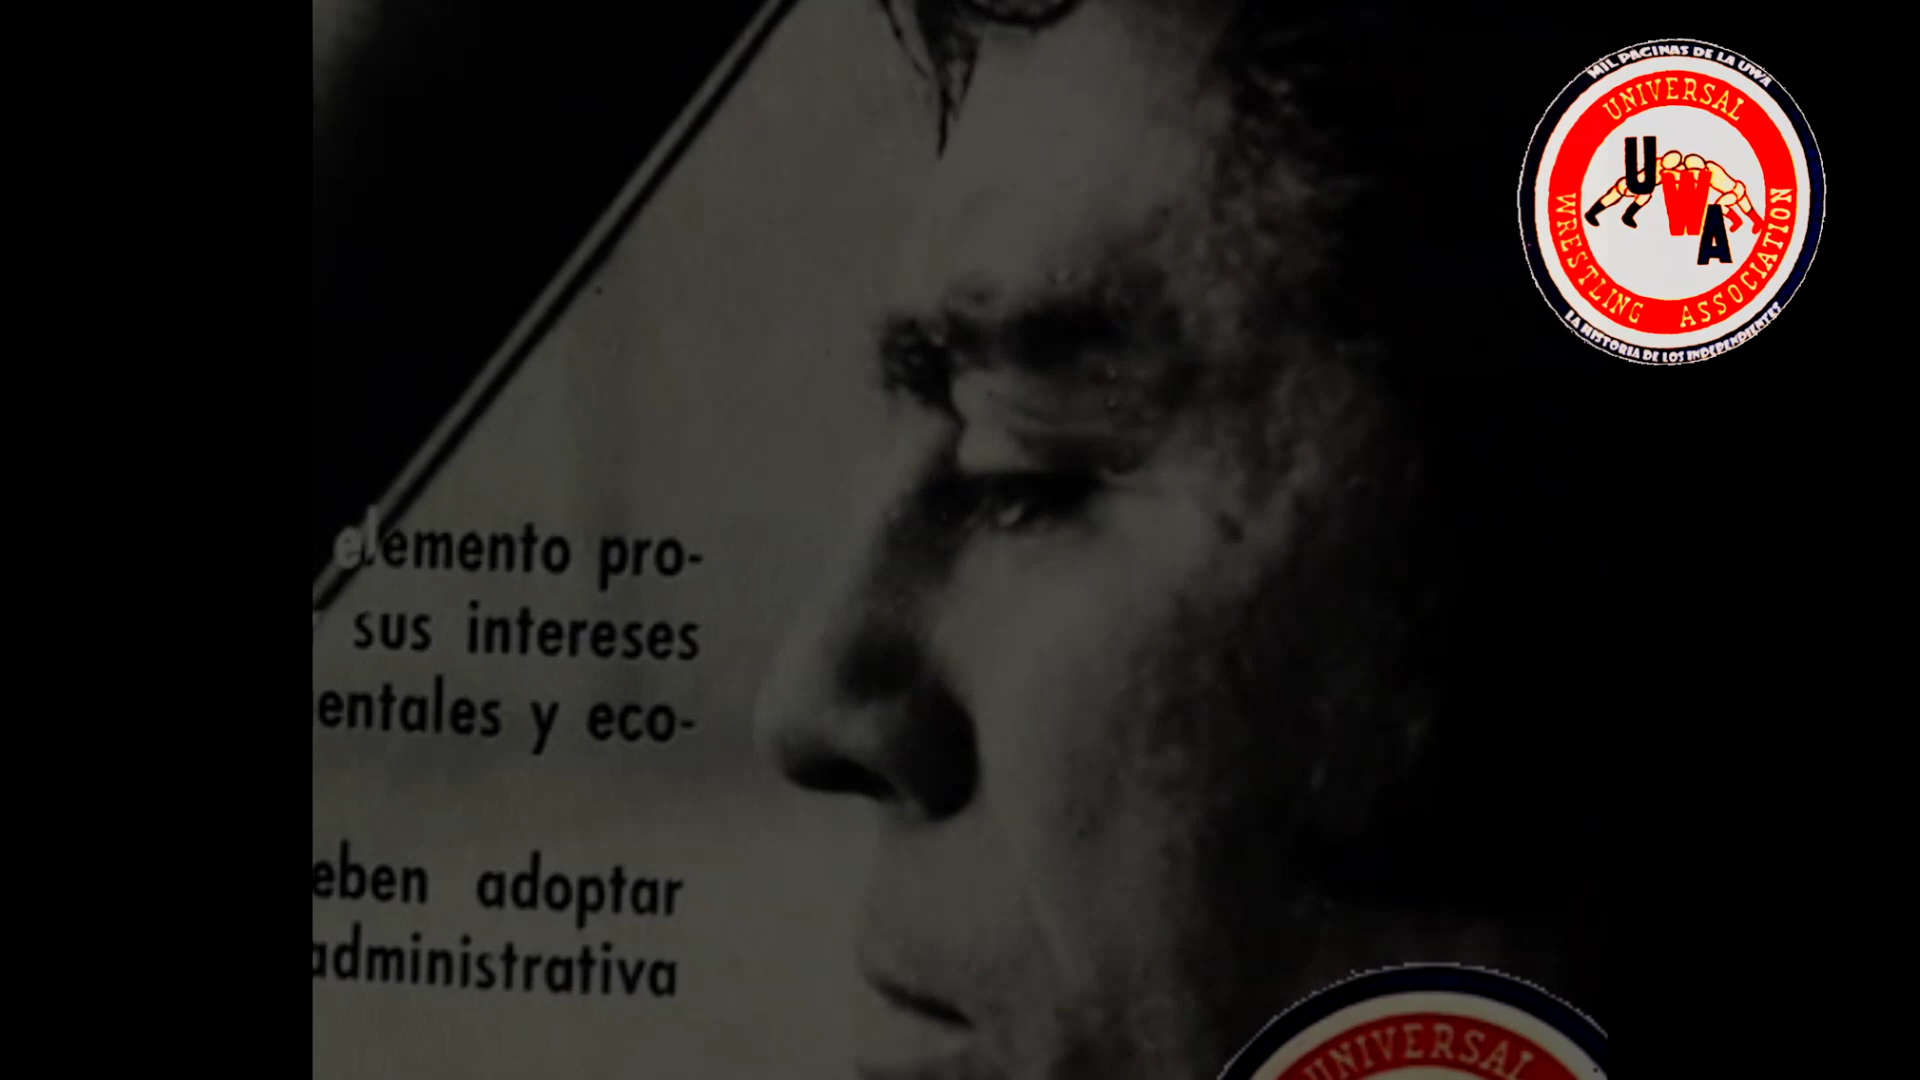 elemento pro-
sus intereses
entales y eco-
eben adoptar
administrativa
MIL PAGINAS DE LA UWA
UNIVERSAL
UWA
WRESTLING ASSOCIATION
LA HISTORIA DE LOS INDEPENDIENTES
UNIVERSAL